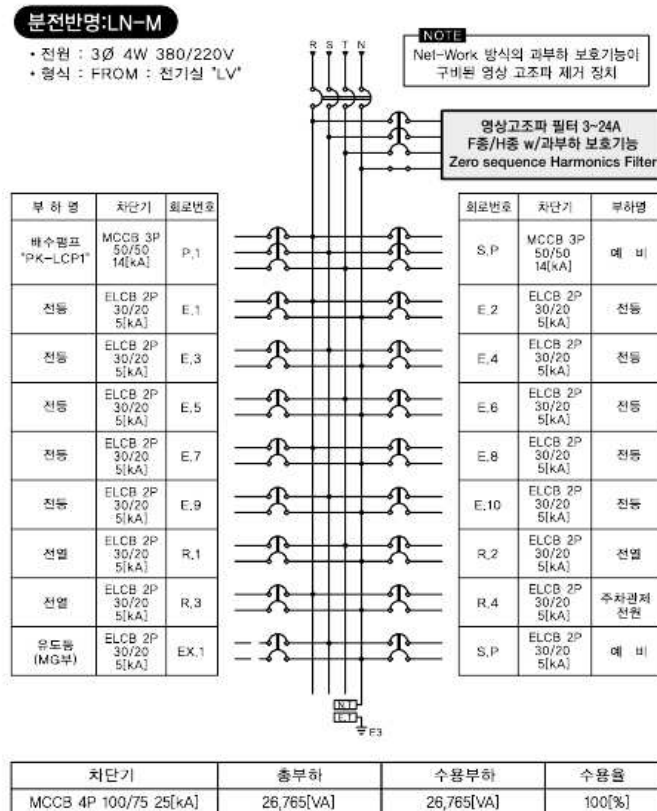 분전반명:LN-M
• 전원 : 3Ø 4W 380/220V
• 형식 : FROM : 전기실 "LV"
R S T N
NOTE
Net-Work 방식의 과부하 보호기능이
구비된 영상 고조파 제거 장치
영상고조파 필터 3~24A
F종/H종 w/과부하 보호기능
Zero sequence Harmonics Filter
부 하 명 차단기 회로번호
배수펌프 "PK-LCP1" MCCB 3P 50/50 14[kA] P.1
전등 ELCB 2P 30/20 5[kA] E.1
전등 ELCB 2P 30/20 5[kA] E.3
전등 ELCB 2P 30/20 5[kA] E.5
전등 ELCB 2P 30/20 5[kA] E.7
전등 ELCB 2P 30/20 5[kA] E.9
전열 ELCB 2P 30/20 5[kA] R.1
전열 ELCB 2P 30/20 5[kA] R.3
유도등 (MG부) ELCB 2P 30/20 5[kA] EX.1
회로번호 차단기 부하명
S.P MCCB 3P 50/50 14[kA] 예 비
E.2 ELCB 2P 30/20 5[kA] 전등
E.4 ELCB 2P 30/20 5[kA] 전등
E.6 ELCB 2P 30/20 5[kA] 전등
E.8 ELCB 2P 30/20 5[kA] 전등
E.10 ELCB 2P 30/20 5[kA] 전등
R.2 ELCB 2P 30/20 5[kA] 전열
R.4 ELCB 2P 30/20 5[kA] 주차관제 전원
S.P ELCB 2P 30/20 5[kA] 예 비
N.T
E.T
E3
차단기 총부하 수용부하 수용율
MCCB 4P 100/75 25[kA] 26,765[VA] 26,765[VA] 100[%]